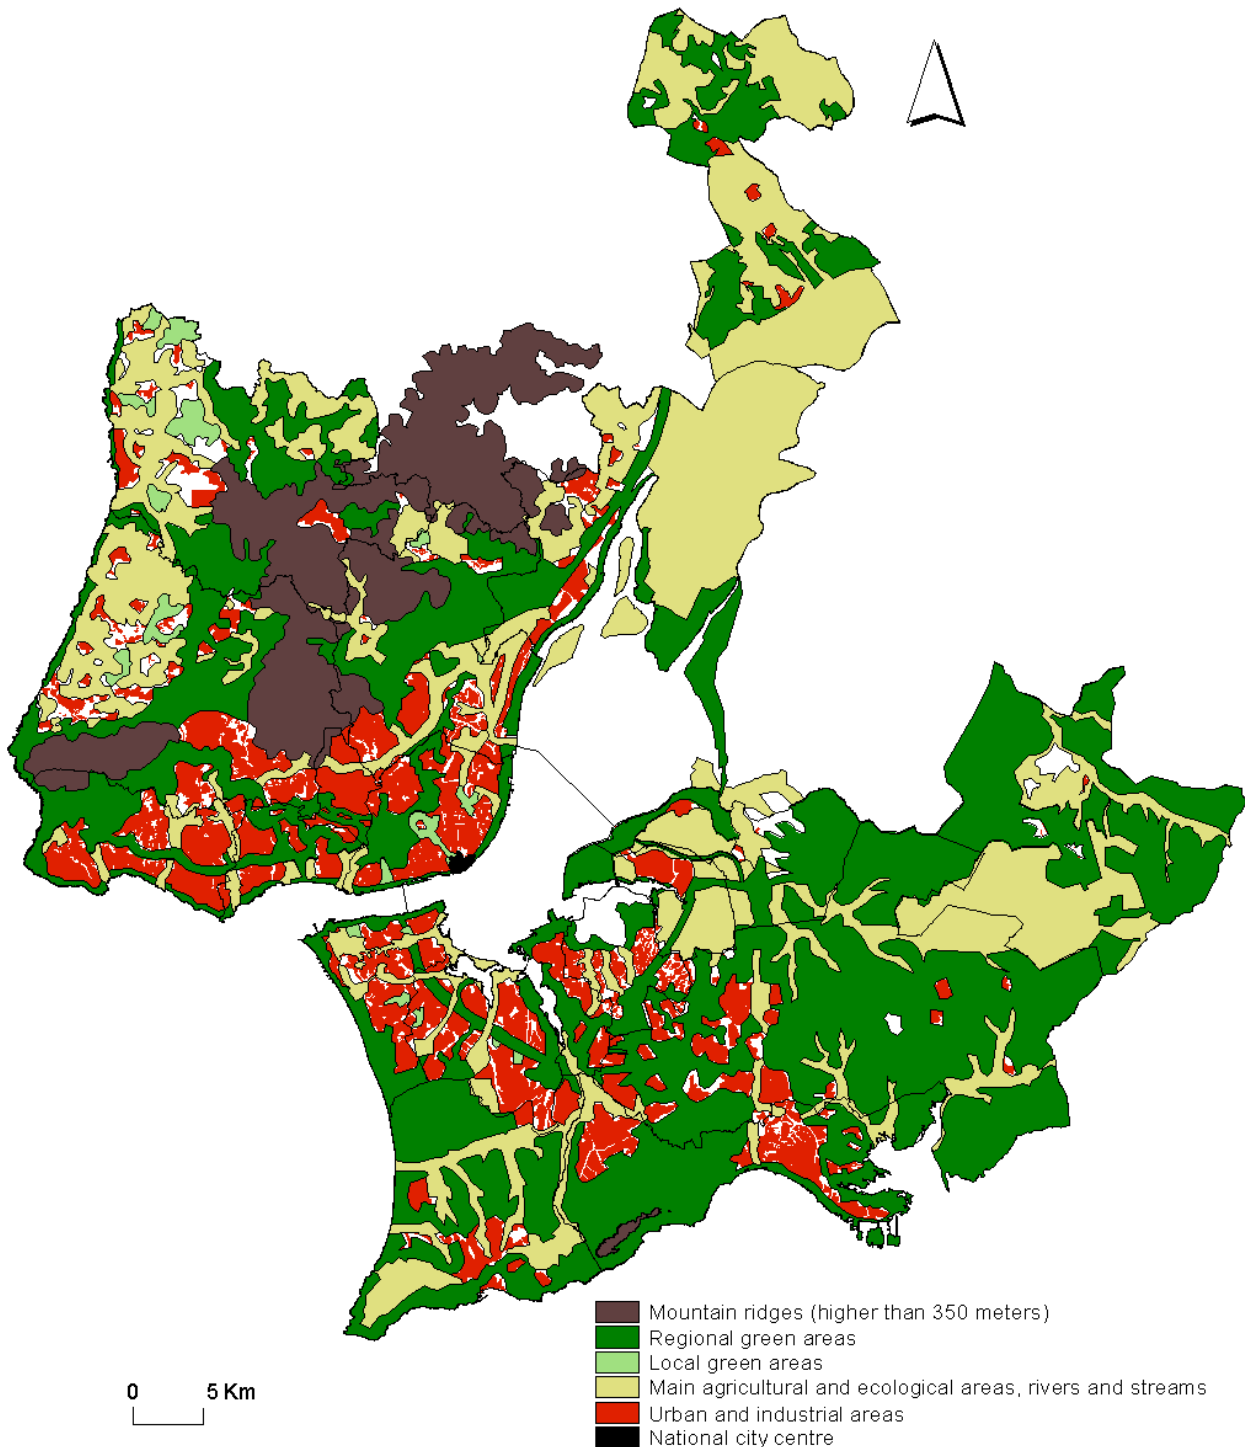 Mountain ridges (higher than 350 meters)
Regional green areas
Local green areas
Main agricultural and ecological areas, rivers and streams
Urban and industrial areas
National city centre
0 5 Km